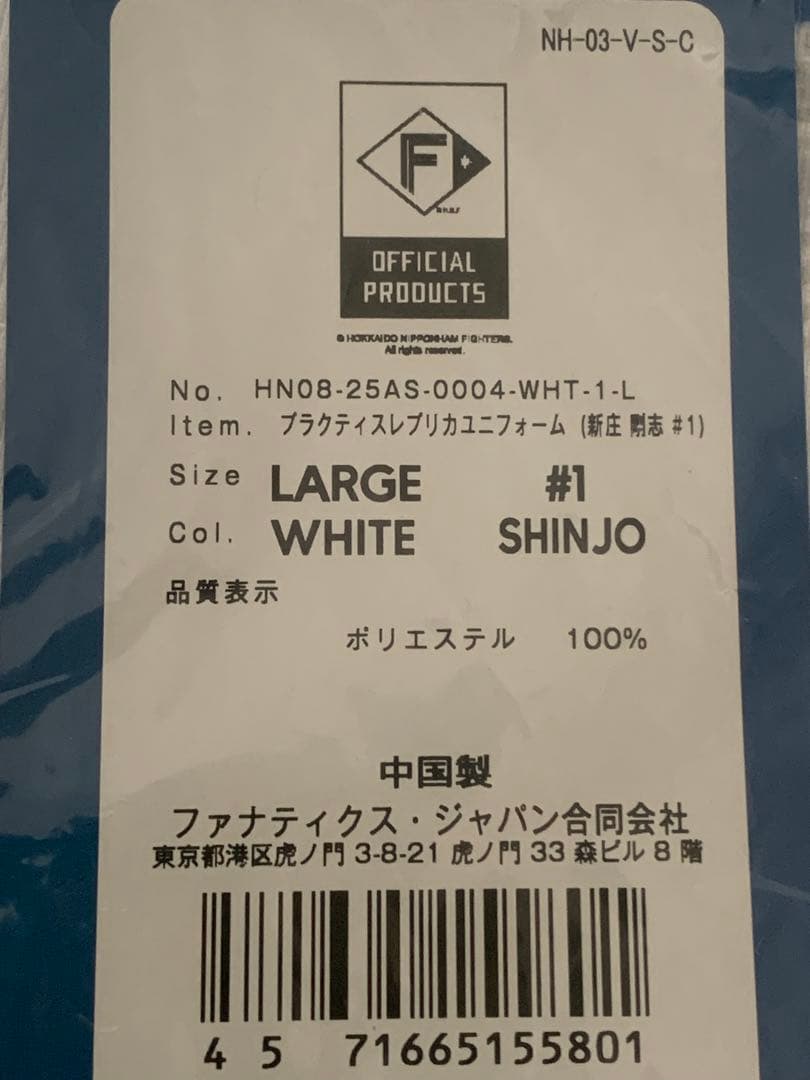 NH-03-V-S-C
F
OFFICIAL
PRODUCTS
© HOKKAIDO NIPPONHAM FIGHTERS.
All rights reserved.
No. HN08-25AS-0004-WHT-1-L
Item. プラクティスレプリカユニフォーム (新庄 剛志 #1)
Size LARGE #1
Col. WHITE SHINJO
品質表示
ポリエステル 100%
中国製
ファナティクス・ジャパン合同会社
東京都港区虎ノ門 3-8-21 虎ノ門 33 森ビル 8 階
4 5 71665155801